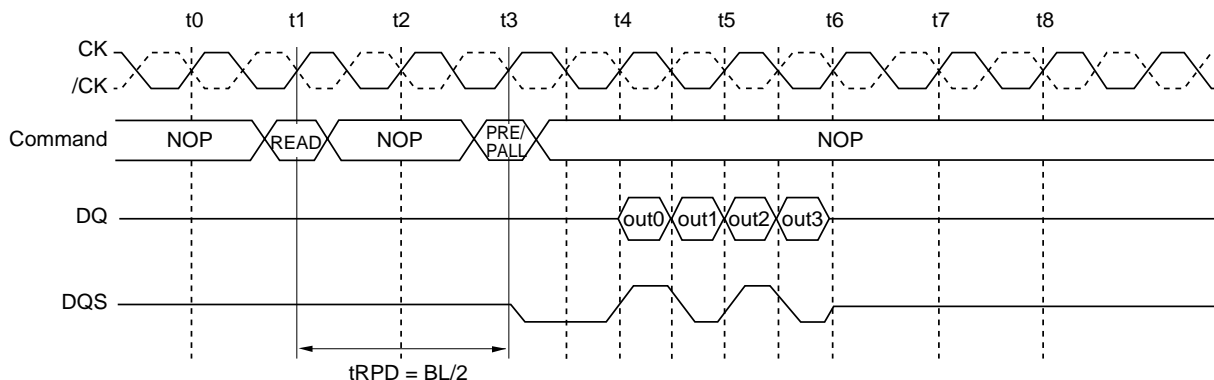 t0 t1 t2 t3 t4 t5 t6 t7 t8
CK
/CK
Command NOP READ NOP PRE/ PALL NOP
DQ out0 out1 out2 out3
DQS
tRPD = BL/2